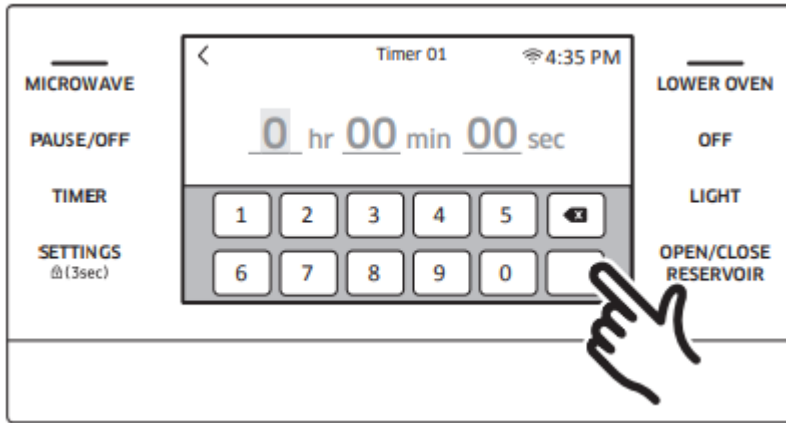 MICROWAVE
PAUSE/OFF
TIMER
SETTINGS
(3sec)
Timer 01
4:35 PM
0 hr 00 min 00 sec
1 2 3 4 5
6 7 8 9 0
LOWER OVEN
OFF
LIGHT
OPEN/CLOSE
RESERVOIR